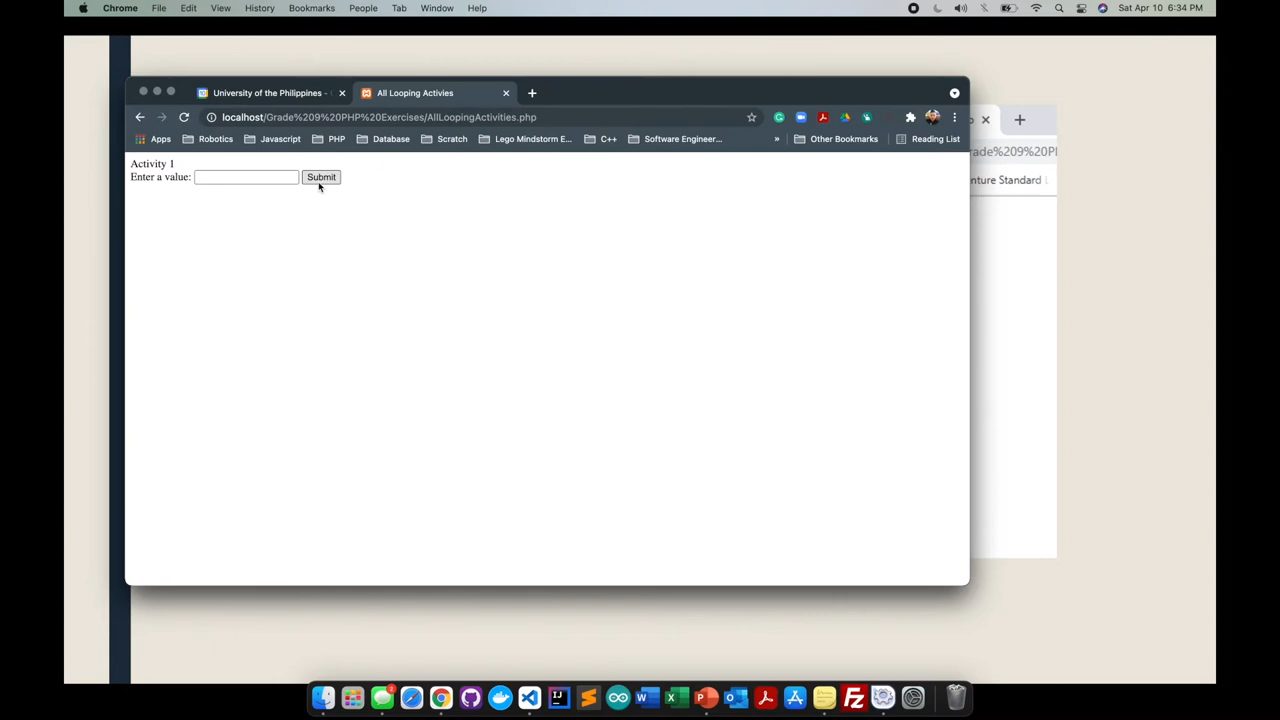 Chrome File Edit View History Bookmarks People Tab Window Help Sat Apr 10 6:34 PM
University of the Philippines - All Looping Activies
localhost/Grade%209%20PHP%20Exercises/AllLoopingActivities.php
Apps Robotics Javascript PHP Database Lego Mindstorm E... Scratch C++ Software Engineer... » Other Bookmarks Reading List
rade%209%20P
nture Standard
Activity 1
Enter a value: Submit